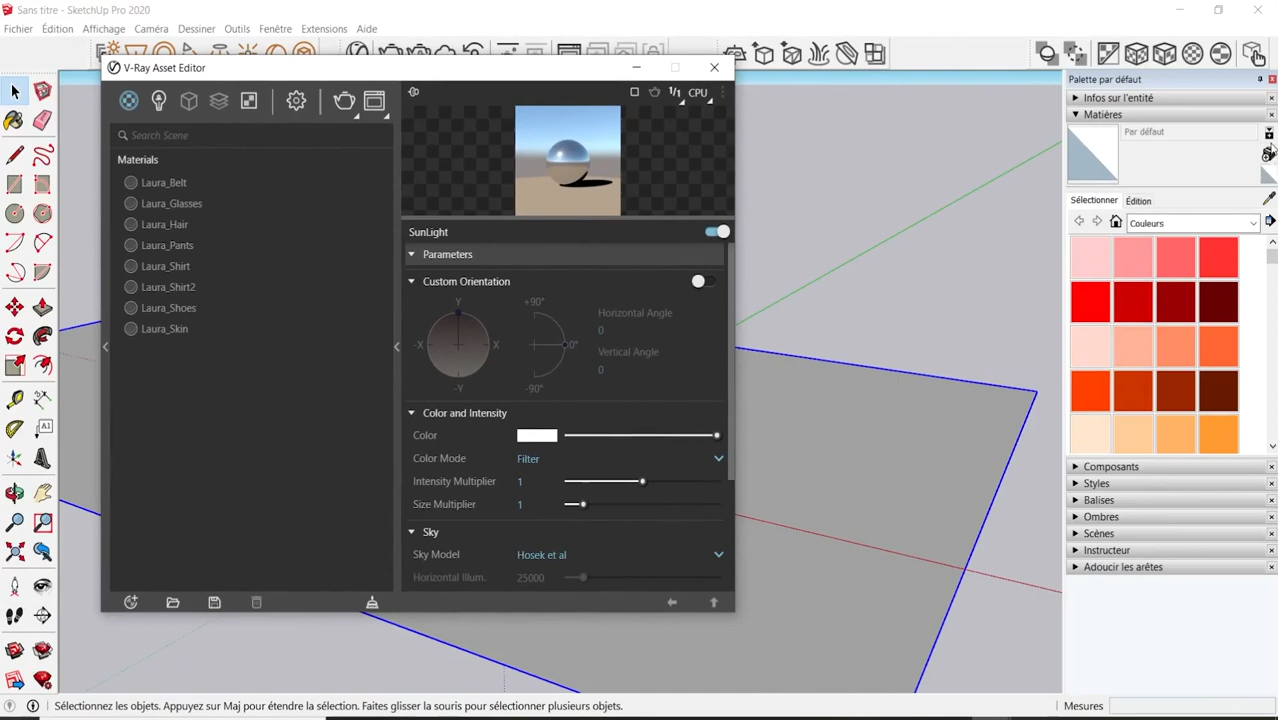 Sans titre - SketchUp Pro 2020
Fichier Édition Affichage Caméra Dessiner Outils Fenêtre Extensions Aide
V-Ray Asset Editor
1/1 CPU
Search Scene
Materials
Laura_Belt
Laura_Glasses
Laura_Hair
Laura_Pants
Laura_Shirt
Laura_Shirt2
Laura_Shoes
Laura_Skin
SunLight
Parameters
Custom Orientation
Y
-X X
-Y
+90°
0°
-90°
Horizontal Angle
0
Vertical Angle
0
Color and Intensity
Color
Color Mode Filter
Intensity Multiplier 1
Size Multiplier 1
Sky
Sky Model Hosek et al
Horizontal Illum. 25000
Palette par défaut
Infos sur l'entité
Matières
Par défaut
Sélectionner Édition
Couleurs
Composants
Styles
Balises
Ombres
Scènes
Instructeur
Adoucir les arêtes
A1
Sélectionnez les objets. Appuyez sur Maj pour étendre la sélection. Faites glisser la souris pour sélectionner plusieurs objets.
Mesures